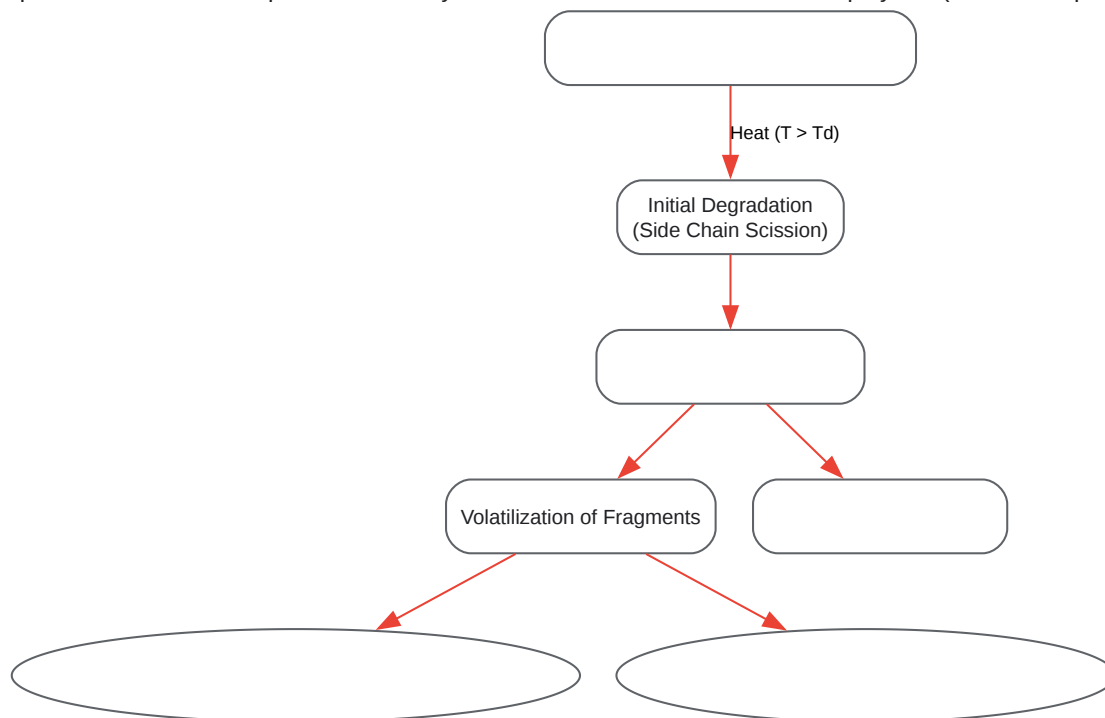 Heat (T > Td)
Initial Degradation
(Side Chain Scission)
Volatilization of Fragments